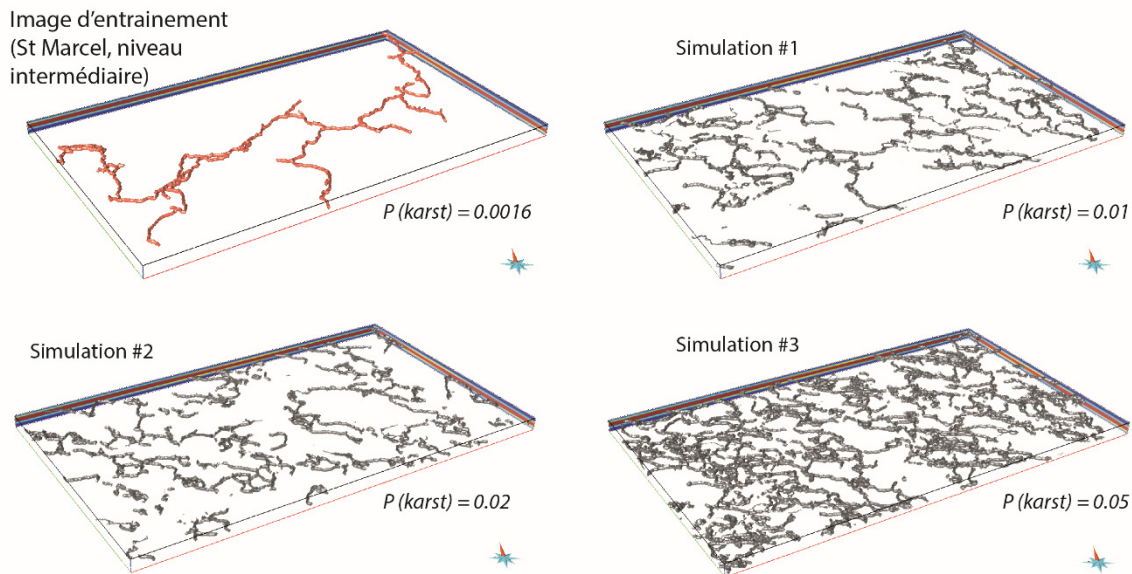 Image d'entrainement
(St Marcel, niveau
intermédiaire)
P (karst) = 0.0016
Simulation #1
P (karst) = 0.01
Simulation #2
P (karst) = 0.02
Simulation #3
P (karst) = 0.05